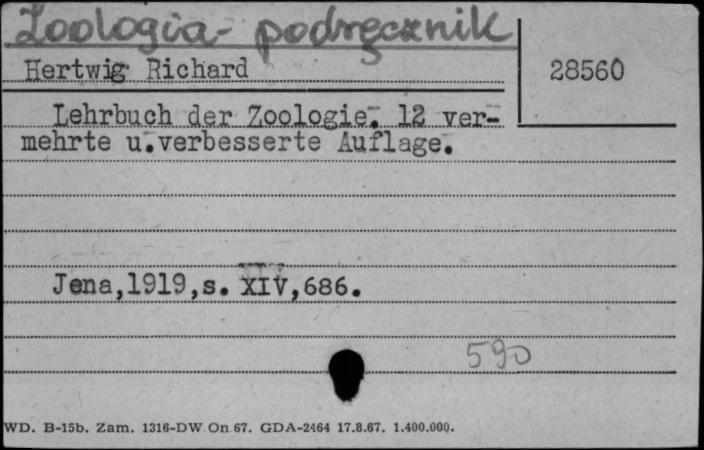 Zoologia - podręcznik
Hertwig Richard
28560
Lehrbuch der Zoologie. 12 ver-
mehrte u.verbesserte Auflage.
Jena,1919,s. XIV,686.
590
WD. B-15b. Zam. 1316-DW On 67. GDA-2464 17.8.67. 1.400.000.